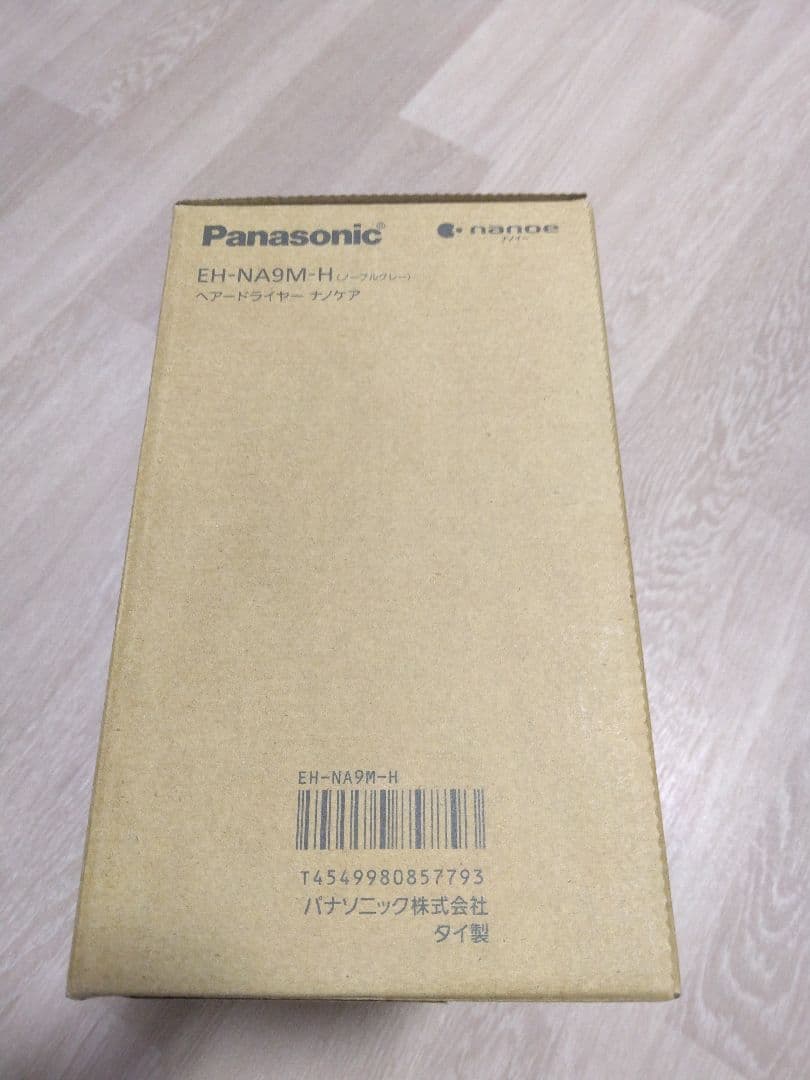 Panasonic® nanoe
ナノイー
EH-NA9M-H(ノーブルグレー)
ヘアードライヤー ナノケア
EH-NA9M-H
T4549980857793
パナソニック株式会社
タイ製